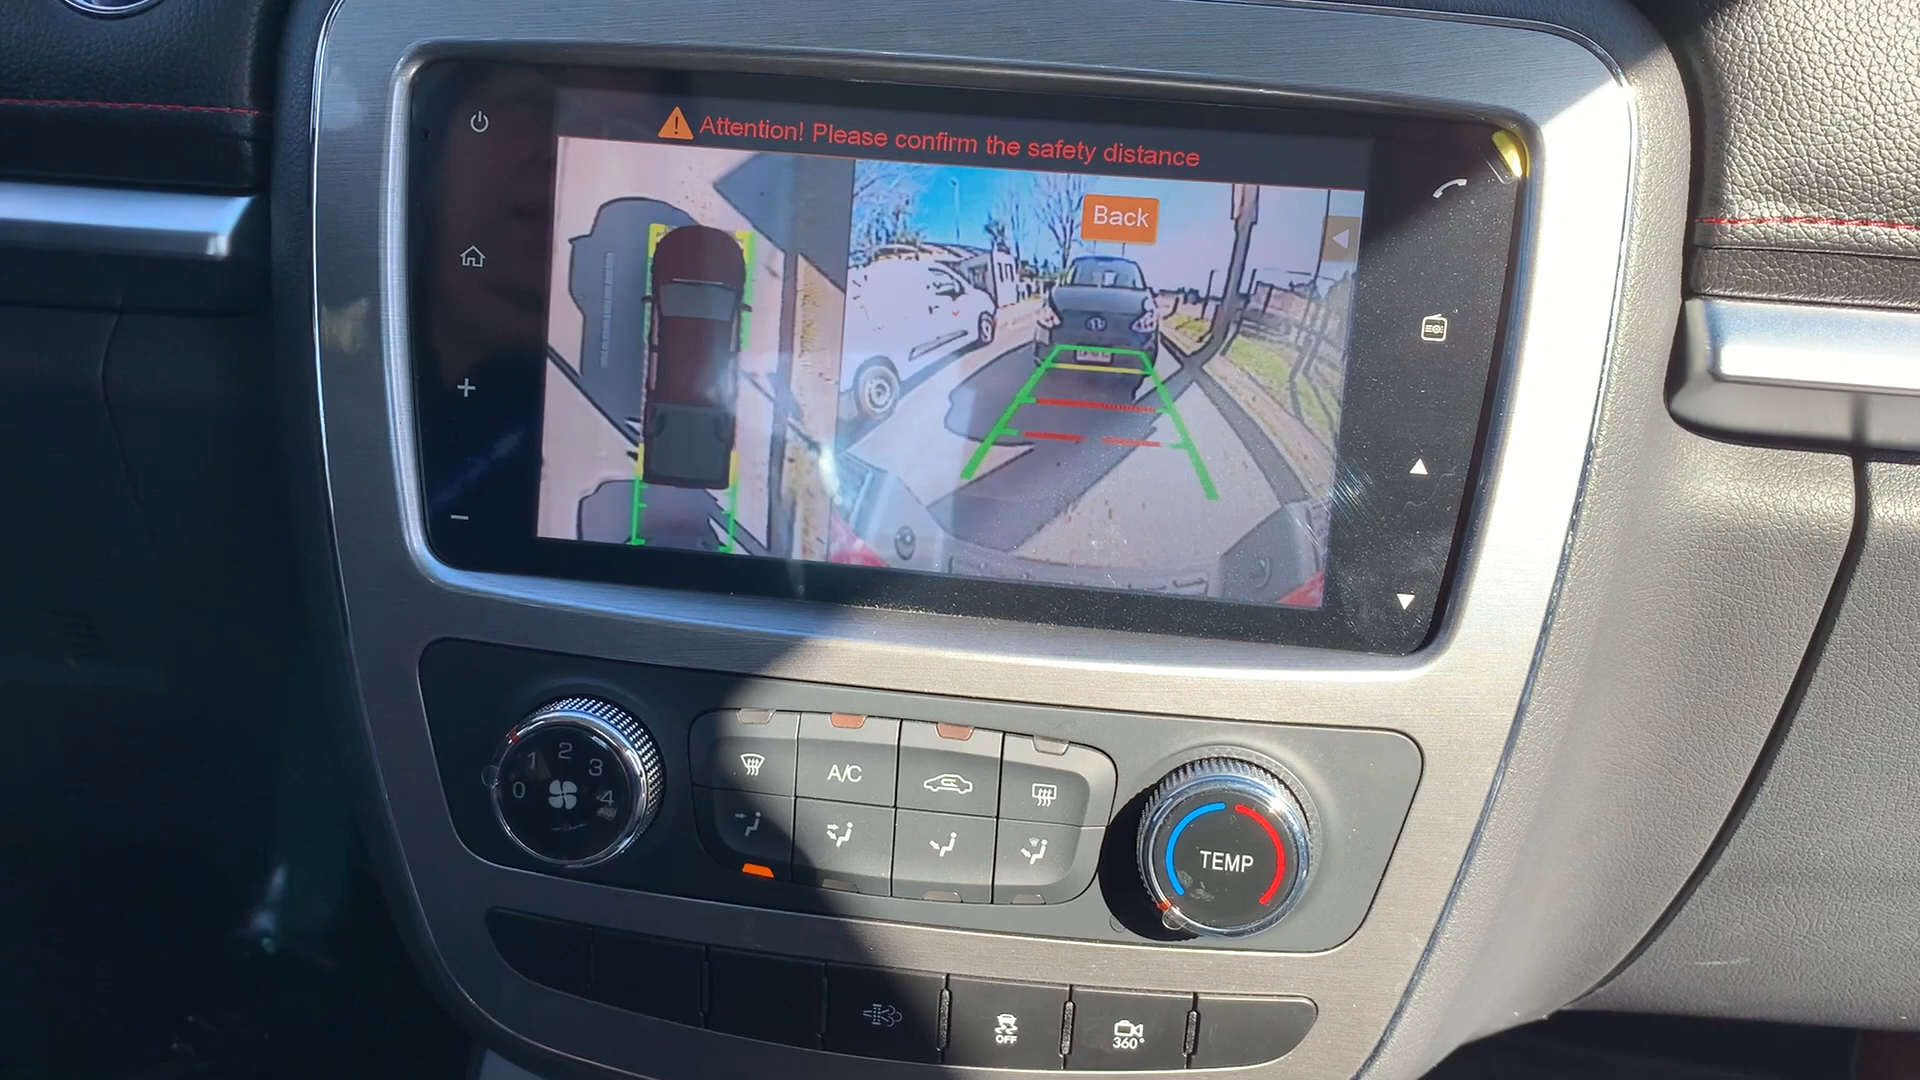 Attention! Please confirm the safety distance
Back
0 1 2 3 4
A/C
TEMP
OFF
360°